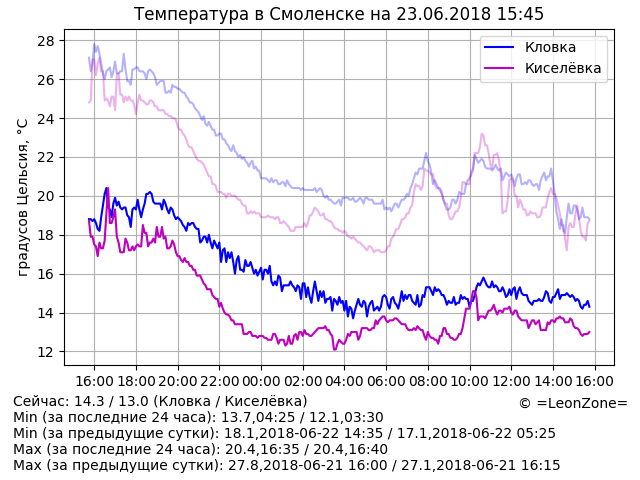 Температура в Смоленске на 23.06.2018 15:45
28
26
24
22
20
18
16
14
12
градусов Цельсия, °C
Кловка
Киселёвка
16:00 18:00 20:00 22:00 00:00 02:00 04:00 06:00 08:00 10:00 12:00 14:00 16:00
Сейчас: 14.3 / 13.0 (Кловка / Киселёвка)
© =LeonZone=
Min (за последние 24 часа): 13.7,04:25 / 12.1,03:30
Min (за предыдущие сутки): 18.1,2018-06-22 14:35 / 17.1,2018-06-22 05:25
Max (за последние 24 часа): 20.4,16:35 / 20.4,16:40
Max (за предыдущие сутки): 27.8,2018-06-21 16:00 / 27.1,2018-06-21 16:15